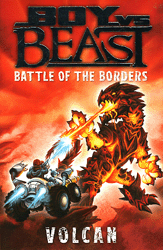 BOY VS
BEAST
BATTLE OF THE BORDERS
VOLCAN